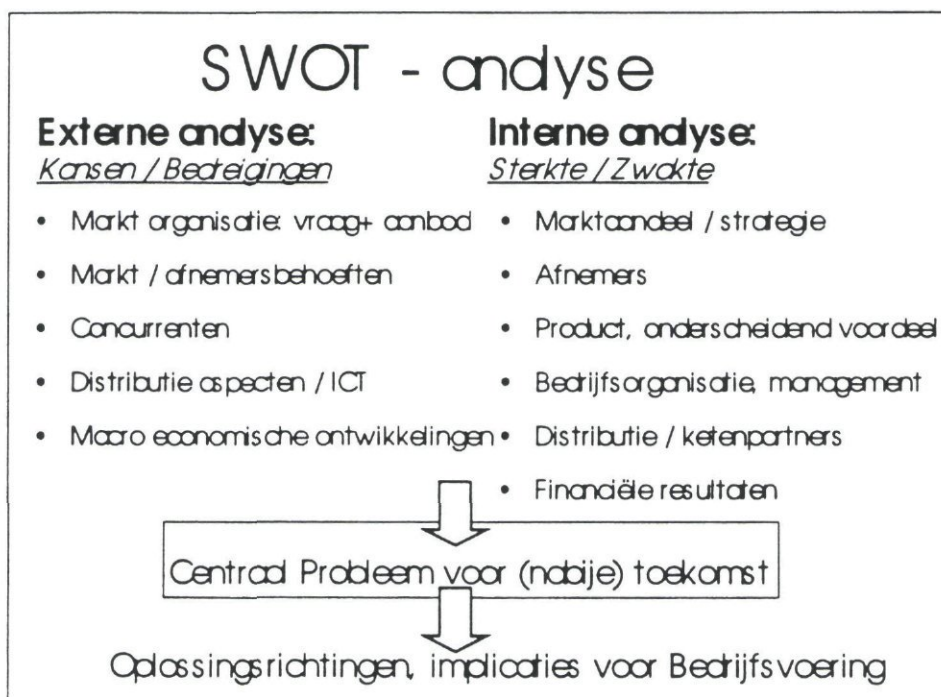 SWOT - analyse
Externe analyse:
Kansen / Bedreigingen
• Markt organisatie: vraag+ aanbod
• Markt / afnemersbehoeften
• Concurrenten
• Distributie aspecten / ICT
• Macro economische ontwikkelingen
Interne analyse:
Sterkte / Zwakte
• Marktaandeel / strategie
• Afnemers
• Product, onderscheidend voordeel
• Bedrijfsorganisatie, management
• Distributie / ketenpartners
• Financiële resultaten
Centraal Probleem voor (nabije) toekomst
Oplossingsrichtingen, implicaties voor Bedrijfsvoering